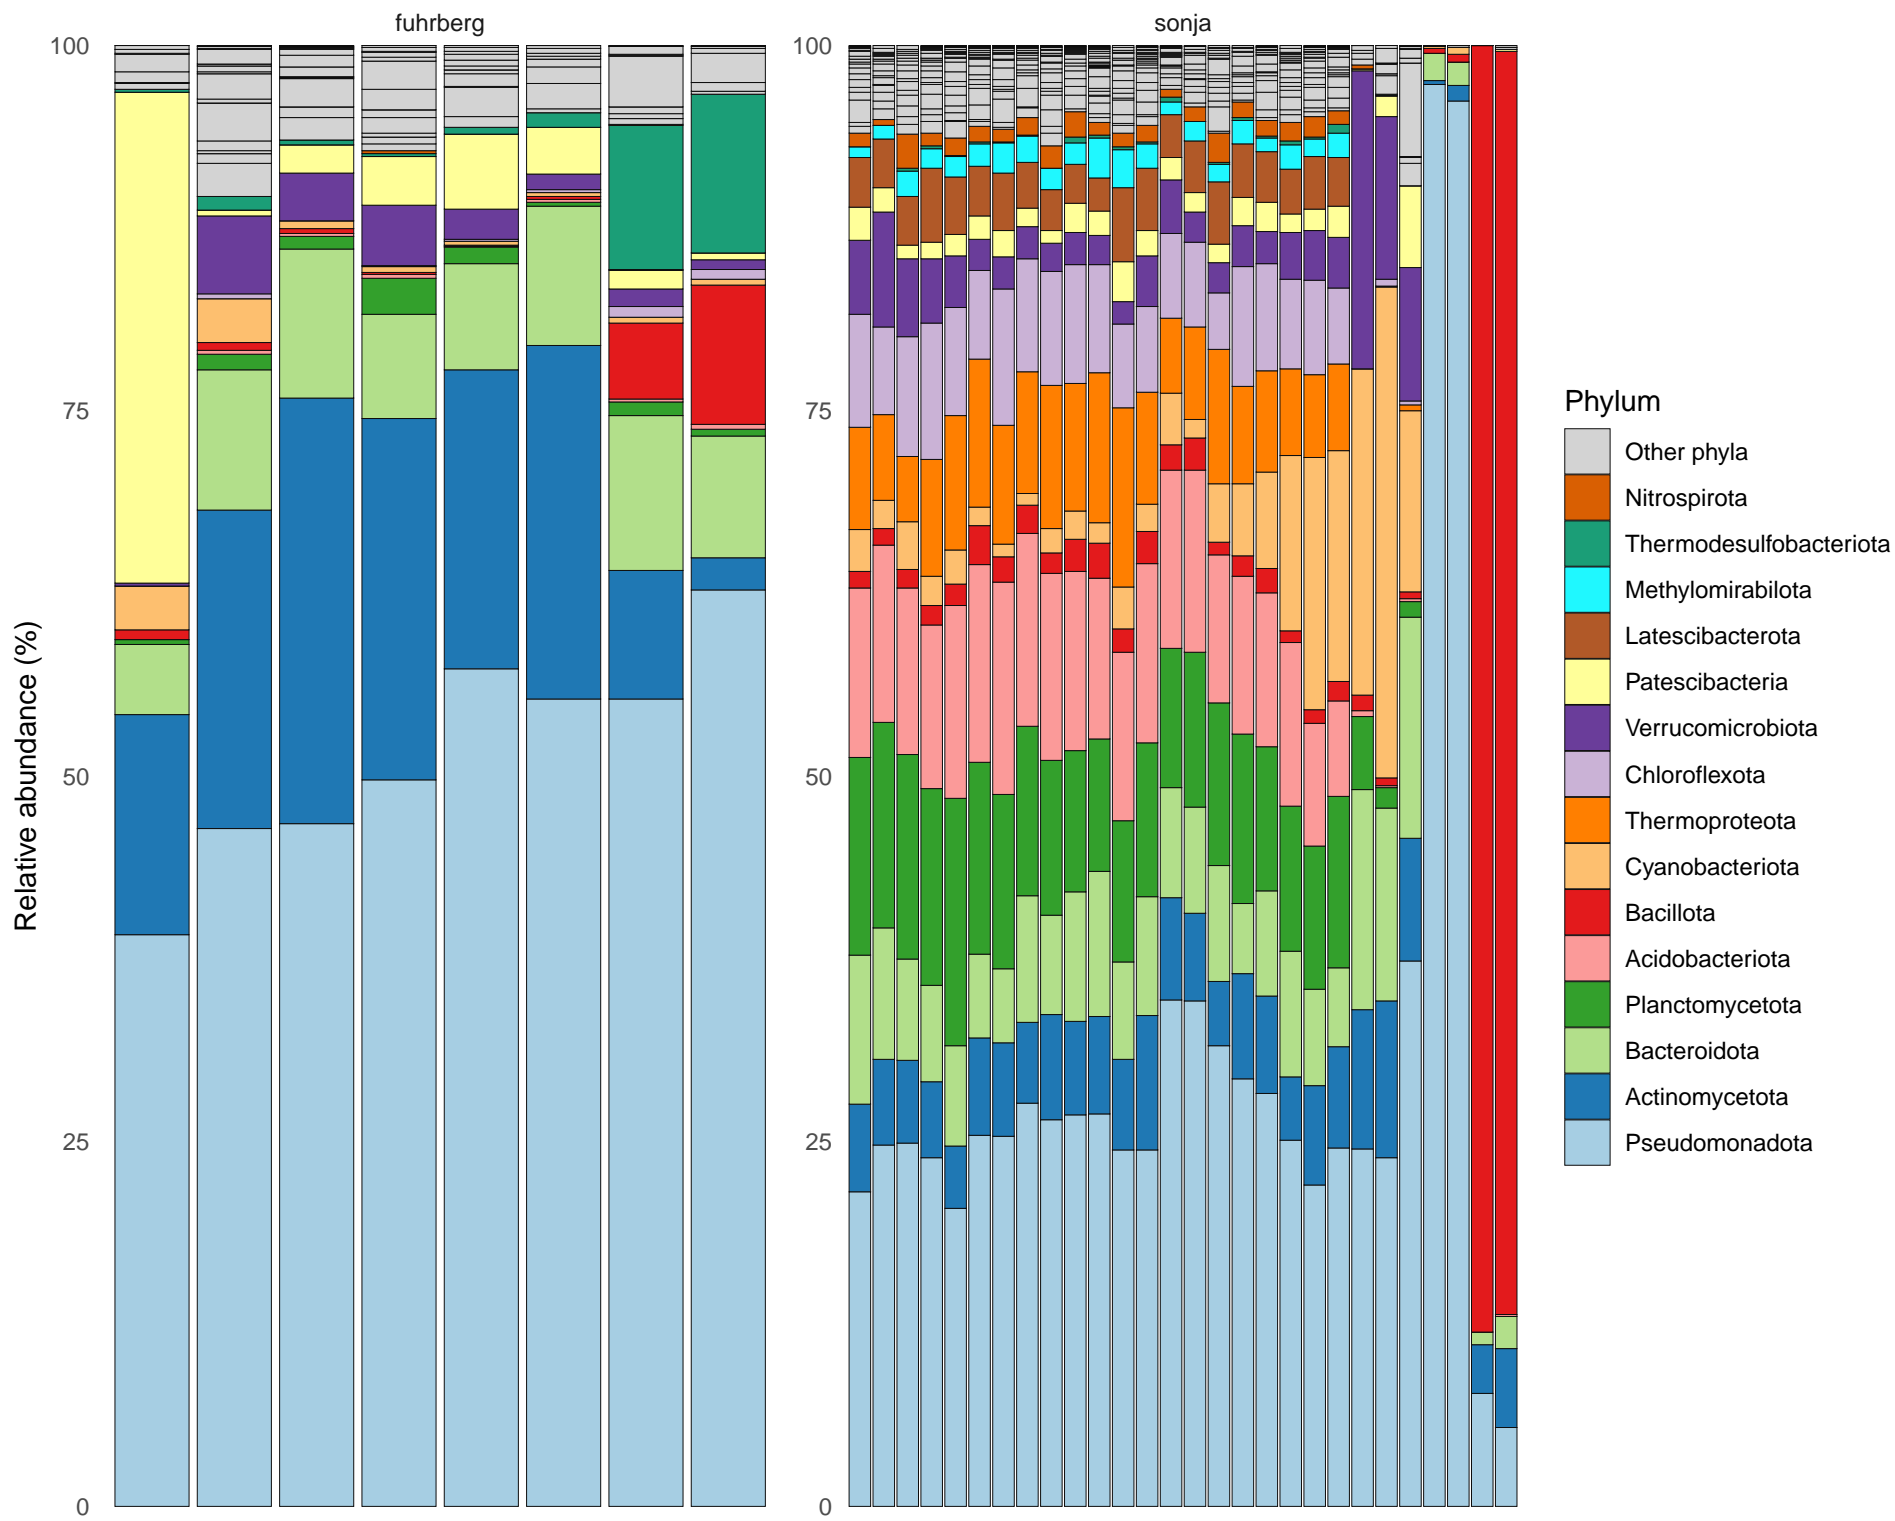 fuhrberg
sonja
Relative abundance (%)
100
75
50
25
0
100
75
50
25
0
Phylum
Other phyla
Nitrospirota
Thermodesulfobacteriota
Methylomirabilota
Latescibacterota
Patescibacteria
Verrucomicrobiota
Chloroflexota
Thermoproteota
Cyanobacteriota
Bacillota
Acidobacteriota
Planctomycetota
Bacteroidota
Actinomycetota
Pseudomonadota